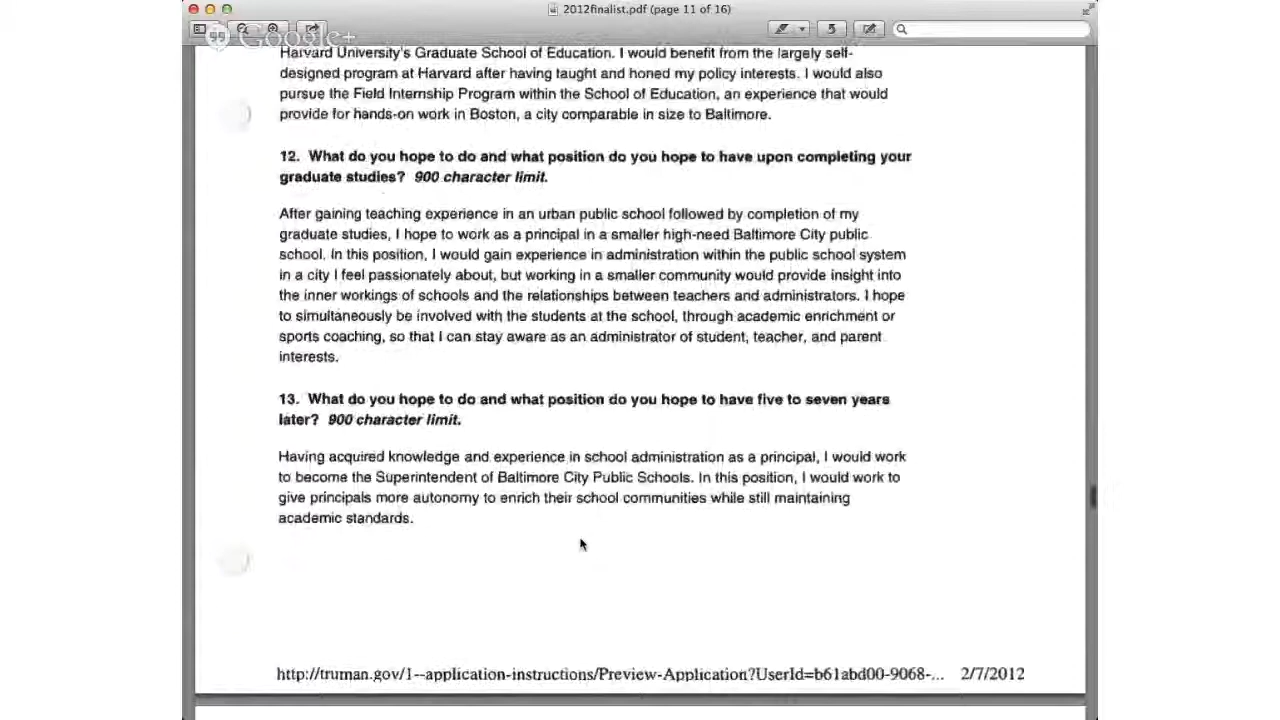 2012finalist.pdf (page 11 of 16)
Google+
Harvard University's Graduate School of Education. I would benefit from the largely self-
designed program at Harvard after having taught and honed my policy interests. I would also
pursue the Field Internship Program within the School of Education, an experience that would
provide for hands-on work in Boston, a city comparable in size to Baltimore.
12. What do you hope to do and what position do you hope to have upon completing your
graduate studies? 900 character limit.
After gaining teaching experience in an urban public school followed by completion of my
graduate studies, I hope to work as a principal in a smaller high-need Baltimore City public
school. In this position, I would gain experience in administration within the public school system
in a city I feel passionately about, but working in a smaller community would provide insight into
the inner workings of schools and the relationships between teachers and administrators. I hope
to simultaneously be involved with the students at the school, through academic enrichment or
sports coaching, so that I can stay aware as an administrator of student, teacher, and parent
interests.
13. What do you hope to do and what position do you hope to have five to seven years
later? 900 character limit.
Having acquired knowledge and experience in school administration as a principal, I would work
to become the Superintendent of Baltimore City Public Schools. In this position, I would work to
give principals more autonomy to enrich their school communities while still maintaining
academic standards.
http://truman.gov/1--application-instructions/Preview-Application?UserId=b61abd00-9068-... 2/7/2012